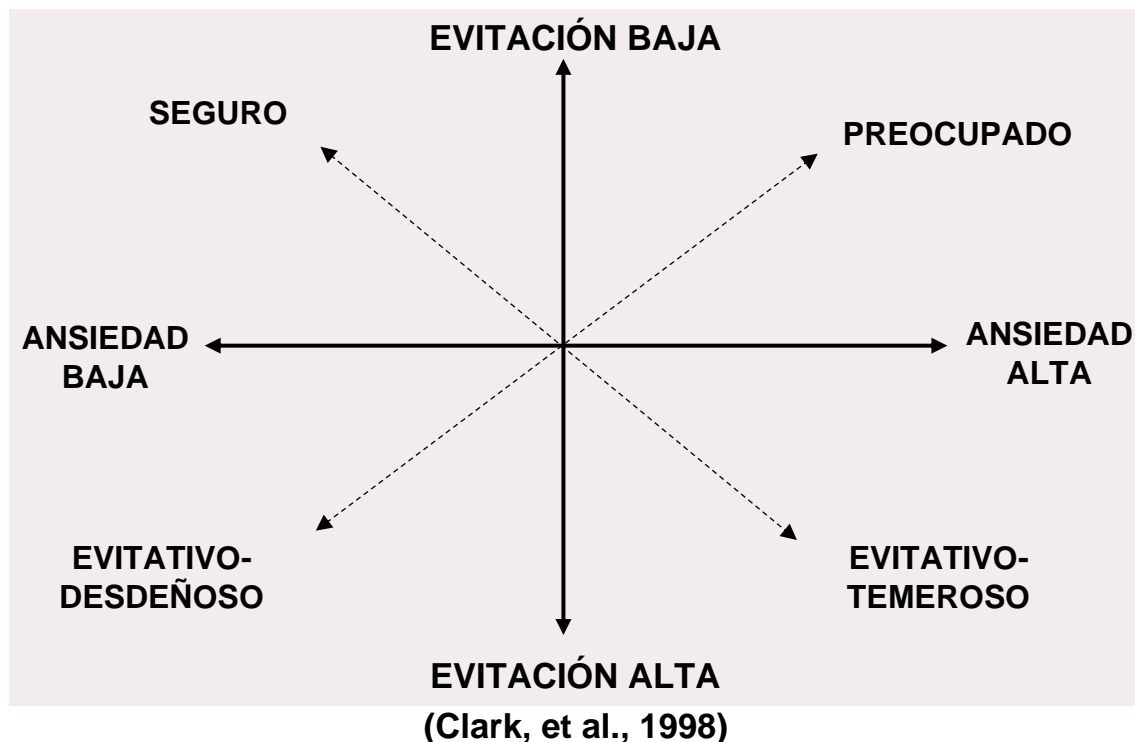 EVITACIÓN BAJA
SEGURO
PREOCUPADO
ANSIEDAD
BAJA
ANSIEDAD
ALTA
EVITATIVO-
DESDEÑOSO
EVITATIVO-
TEMEROSO
EVITACIÓN ALTA
(Clark, et al., 1998)